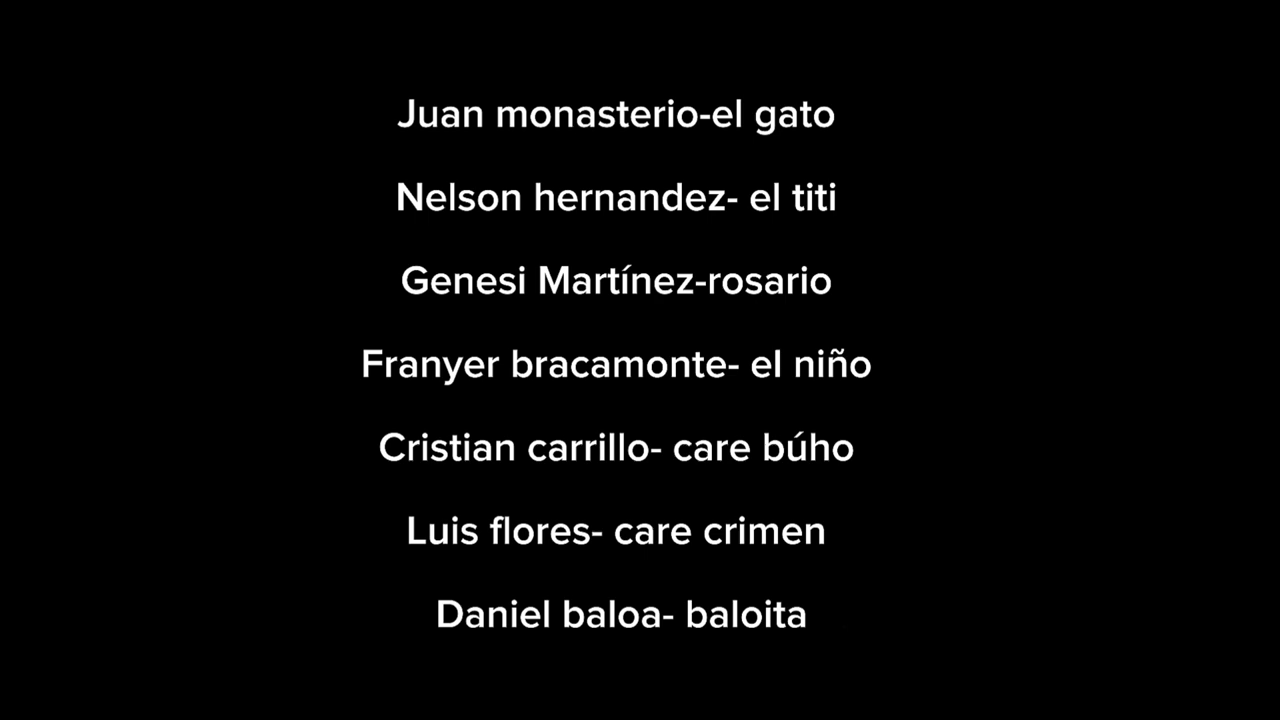 Juan monasterio-el gato
Nelson hernandez- el titi
Genesi Martínez-rosario
Franyer bracamonte- el niño
Cristian carrillo- care búho
Luis flores- care crimen
Daniel baloa- baloita